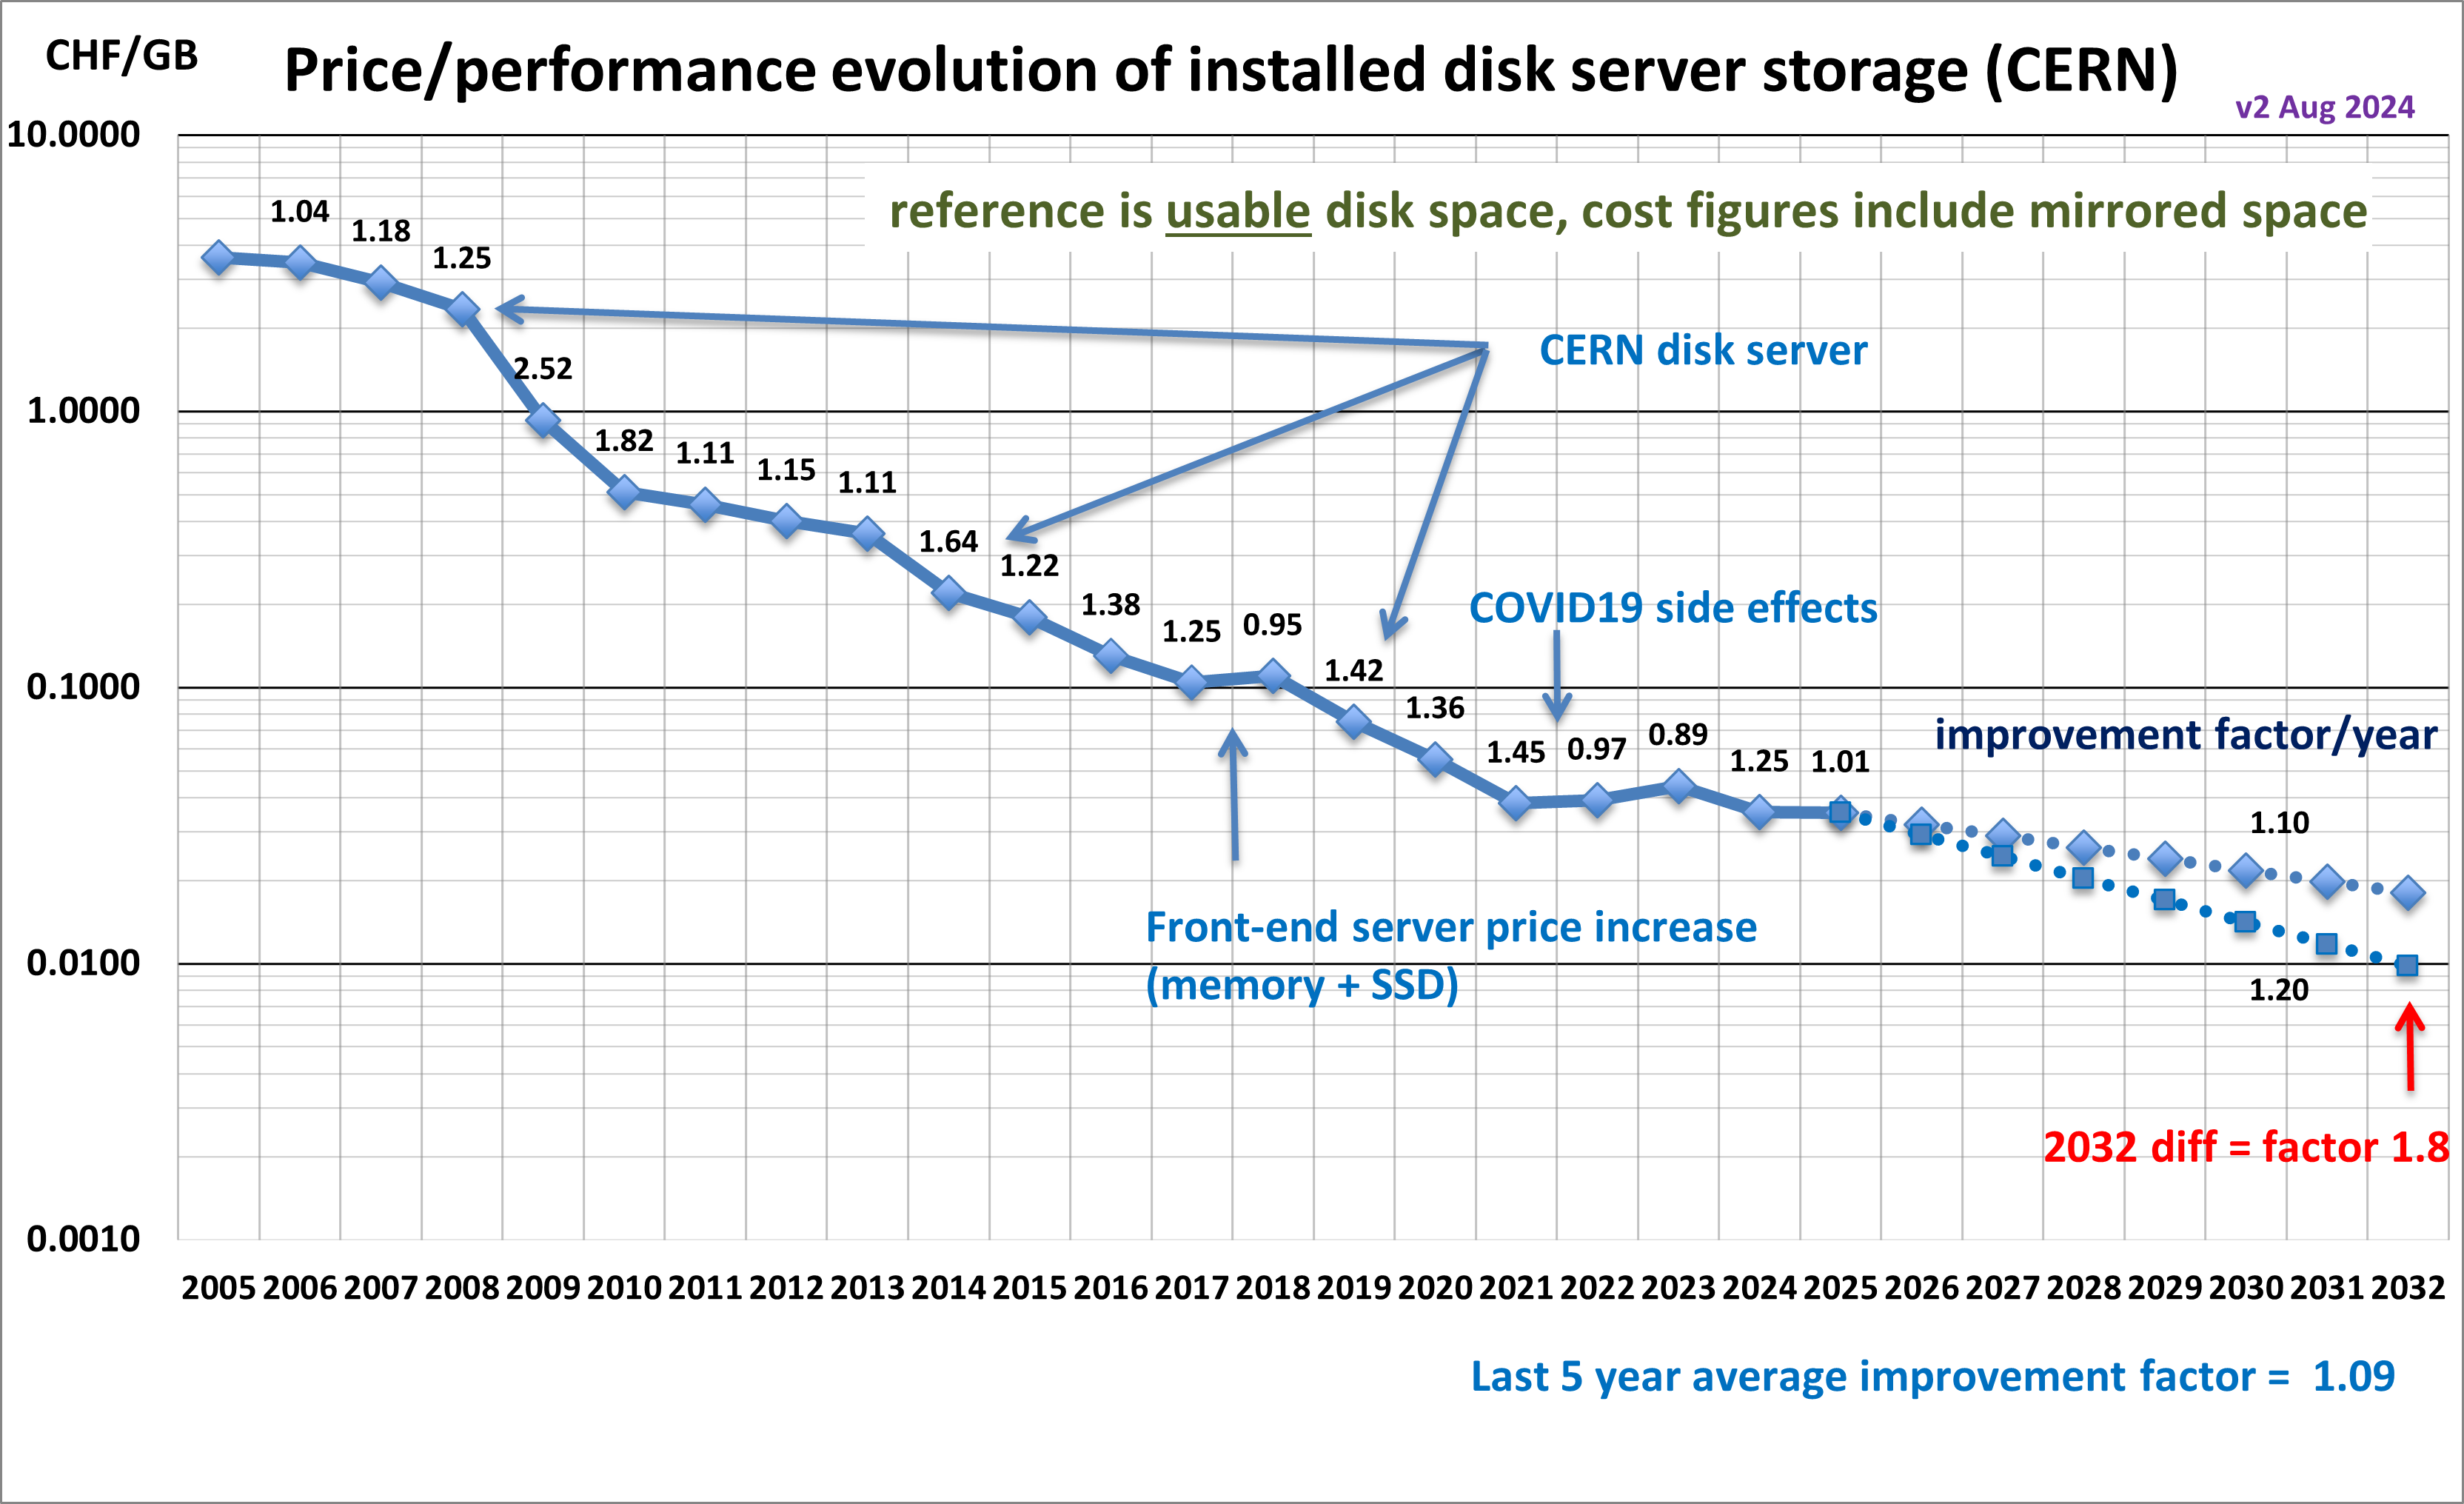 CHF/GB
Price/performance evolution of installed disk server storage (CERN)
v2 Aug 2024
10.0000
reference is usable disk space, cost figures include mirrored space
1.04
1.18
1.25
CERN disk server
2.52
1.0000
1.82
1.11
1.15
1.11
1.64
1.22
1.38
COVID19 side effects
1.25
0.95
1.42
0.1000
1.36
improvement factor/year
1.45
0.97
0.89
1.25
1.01
1.10
Front-end server price increase
(memory + SSD)
0.0100
1.20
2032 diff = factor 1.8
0.0010
2005 2006 2007 2008 2009 2010 2011 2012 2013 2014 2015 2016 2017 2018 2019 2020 2021 2022 2023 2024 2025 2026 2027 2028 2029 2030 2031 2032
Last 5 year average improvement factor = 1.09